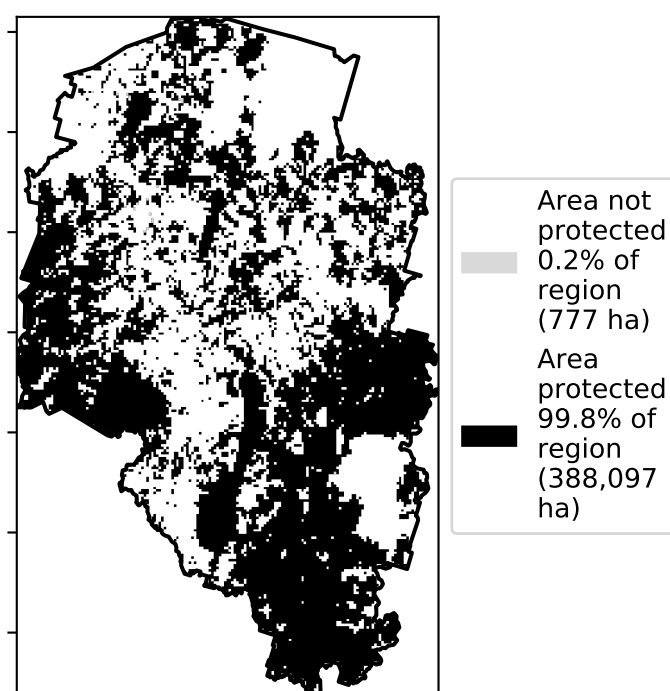 Area not
protected
0.2% of
region
(777 ha)
Area
protected
99.8% of
region
(388,097
ha)